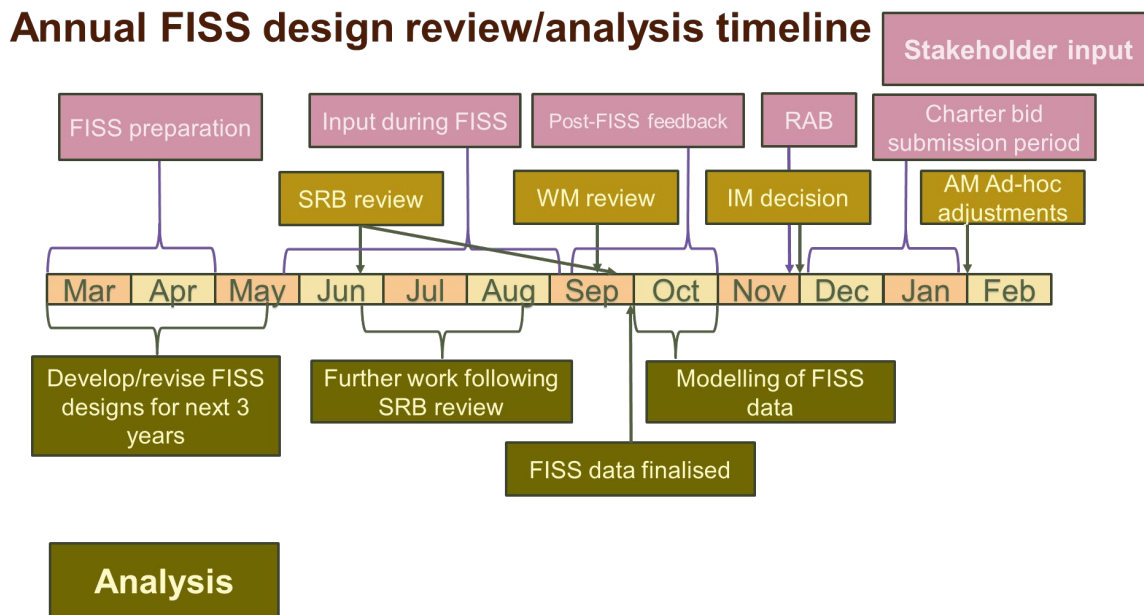 Annual FISS design review/analysis timeline
Stakeholder input
FISS preparation
Input during FISS
Post-FISS feedback
RAB
Charter bid
submission period
SRB review
WM review
IM decision
AM Ad-hoc
adjustments
Mar Apr May Jun Jul Aug Sep Oct Nov Dec Jan Feb
Develop/revise FISS
designs for next 3
years
Further work following
SRB review
Modelling of FISS
data
FISS data finalised
Analysis